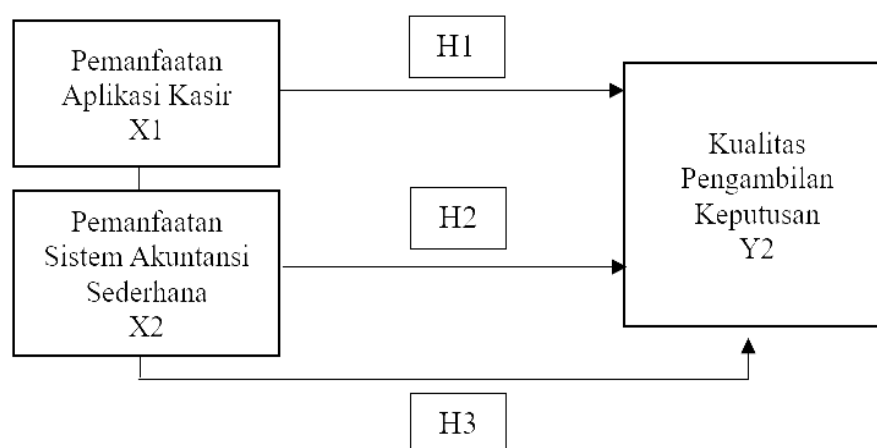 Pemanfaatan
Aplikasi Kasir
X1
H1
Pemanfaatan
Sistem Akuntansi
Sederhana
X2
H2
Kualitas
Pengambilan
Keputusan
Y2
H3